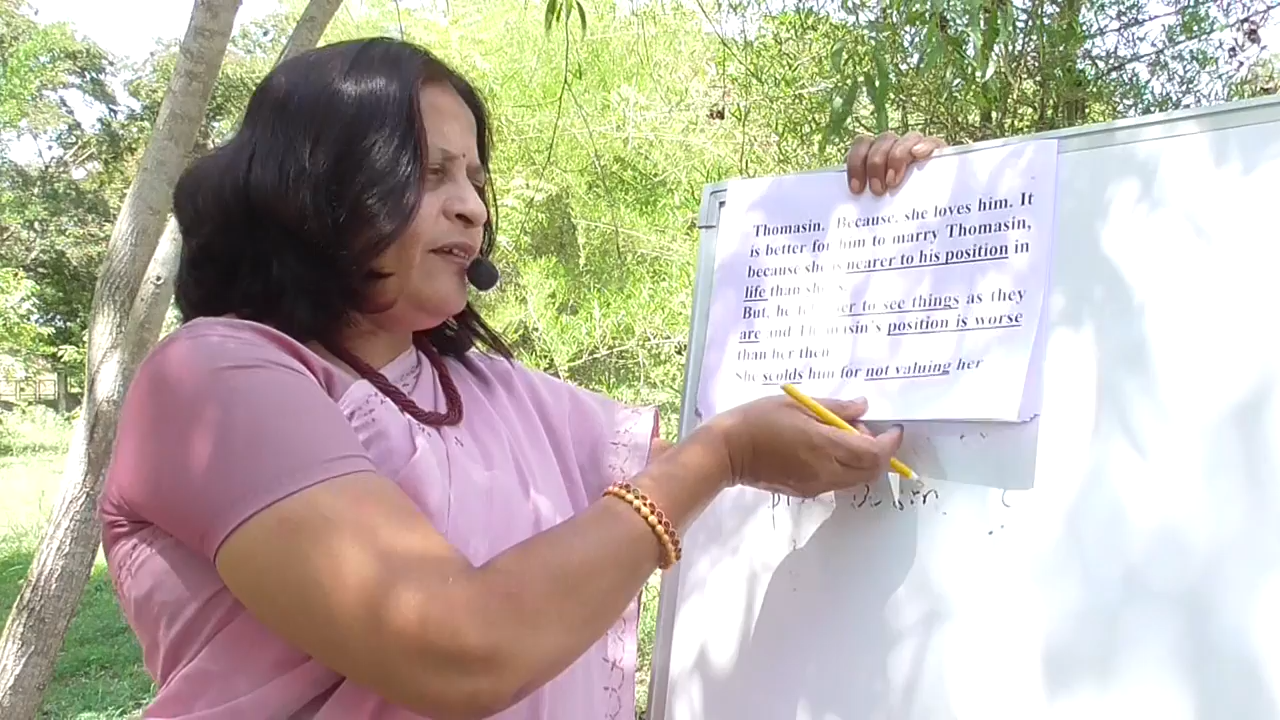 Thomasin. Because. she loves him. It
is better for him to marry Thomasin,
because she is nearer to his position in
life than she is.
But, he tells her to see things as they
are and Thomasin's position is worse
than her then
She scolds him for not valuing her